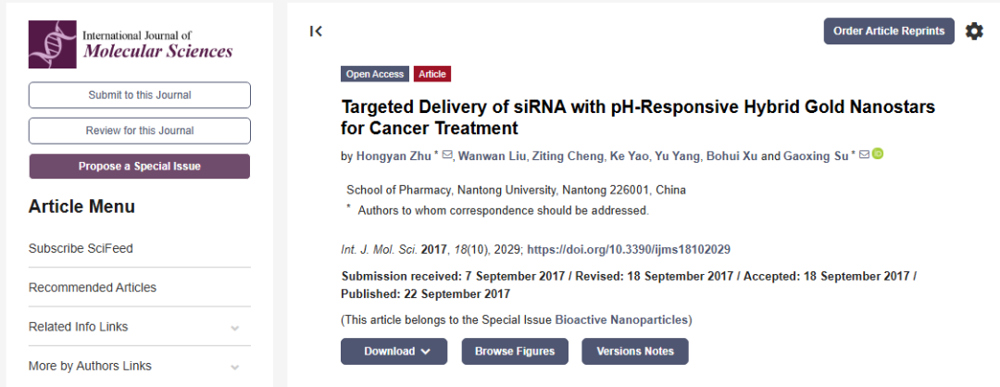 International Journal of
Molecular Sciences
Submit to this Journal
Review for this Journal
Propose a Special Issue
Article Menu
Subscribe SciFeed
Recommended Articles
Related Info Links
More by Authors Links
Order Article Reprints
Open Access Article
Targeted Delivery of siRNA with pH-Responsive Hybrid Gold Nanostars
for Cancer Treatment
by Hongyan Zhu *, Wanwan Liu, Ziting Cheng, Ke Yao, Yu Yang, Bohui Xu and Gaoxing Su * iD
School of Pharmacy, Nantong University, Nantong 226001, China
* Authors to whom correspondence should be addressed.
Int. J. Mol. Sci. 2017, 18(10), 2029; https://doi.org/10.3390/ijms18102029
Submission received: 7 September 2017 / Revised: 18 September 2017 / Accepted: 18 September 2017 /
Published: 22 September 2017
(This article belongs to the Special Issue Bioactive Nanoparticles)
Download Browse Figures Versions Notes